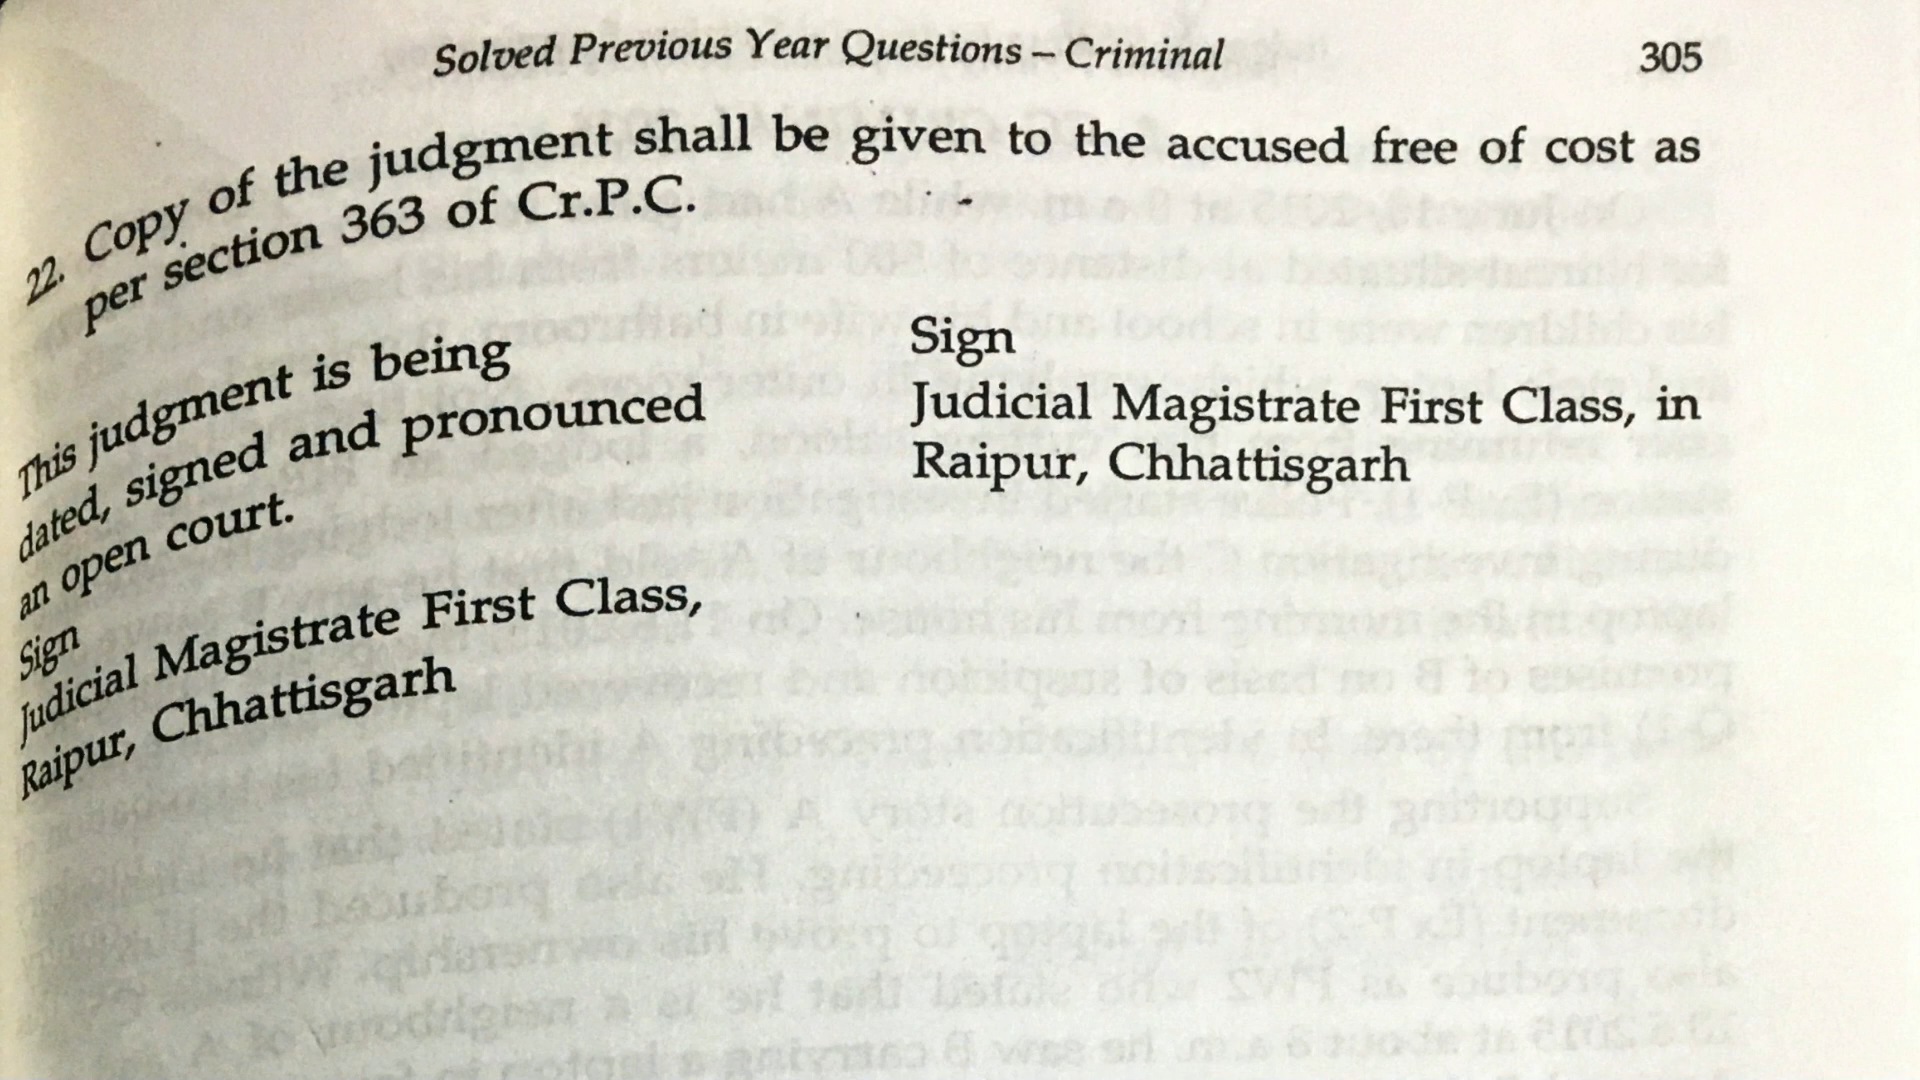 Solved Previous Year Questions – Criminal 305
22. Copy of the judgment shall be given to the accused free of cost as
per section 363 of Cr.P.C.
This judgment is being
dated, signed and pronounced
an open court.
Sign
Judicial Magistrate First Class,
Raipur, Chhattisgarh
Sign
Judicial Magistrate First Class, in
Raipur, Chhattisgarh